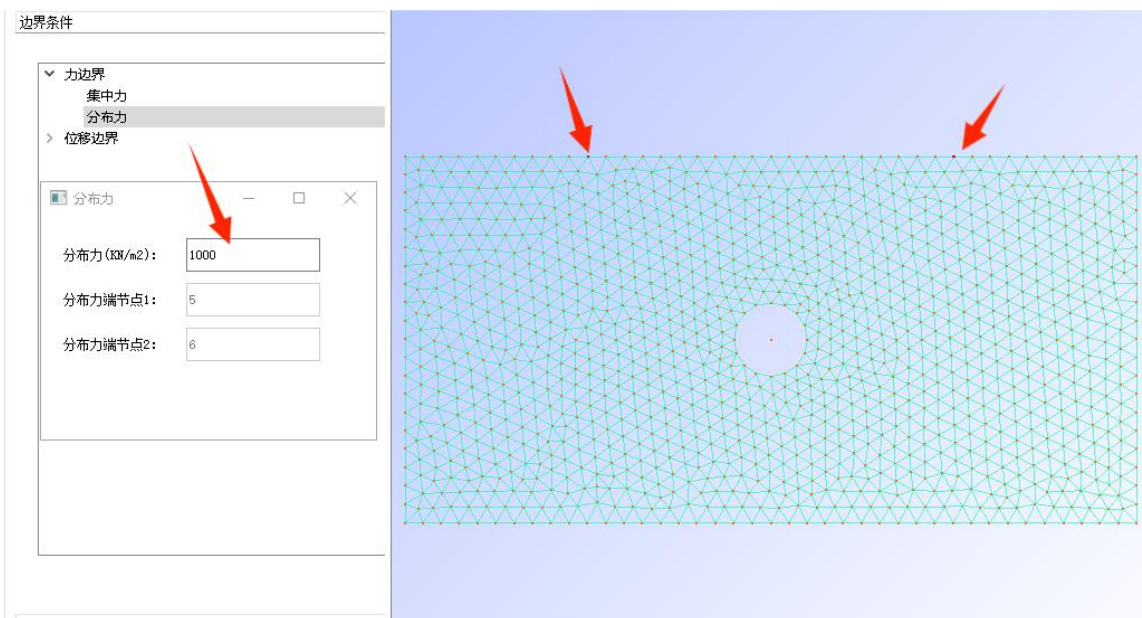 边界条件
力边界
集中力
分布力
位移边界
分布力
分布力(KN/m2): 1000
分布力端节点1: 5
分布力端节点2: 6